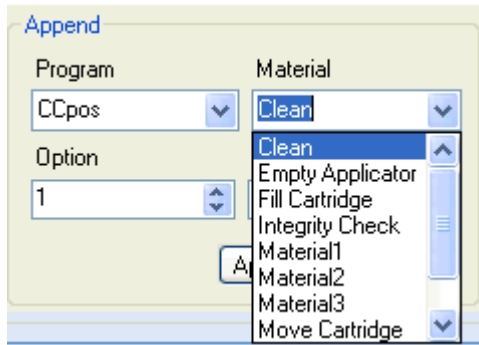 Append
Program Material
CCpos Clean
Option
1
Clean
Empty Applicator
Fill Cartridge
Integrity Check
Material1
Material2
Material3
Move Cartridge